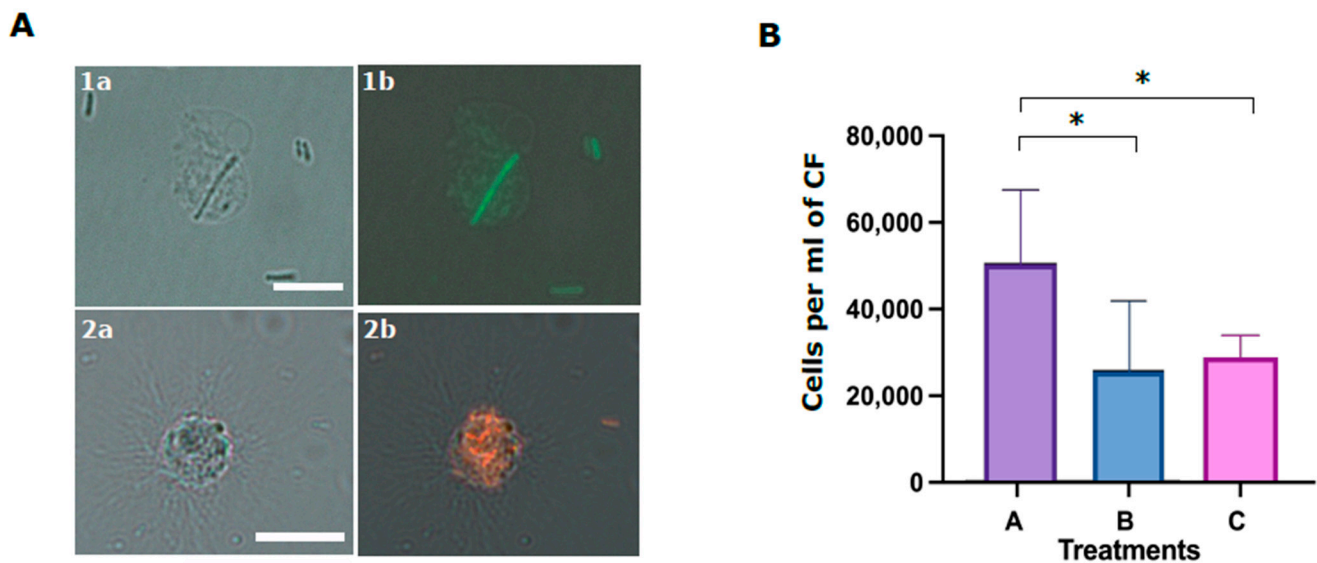 A
1a
1b
2a
2b
B
*
*
80,000
60,000
40,000
20,000
0
Cells per ml of CF
A
B
C
Treatments